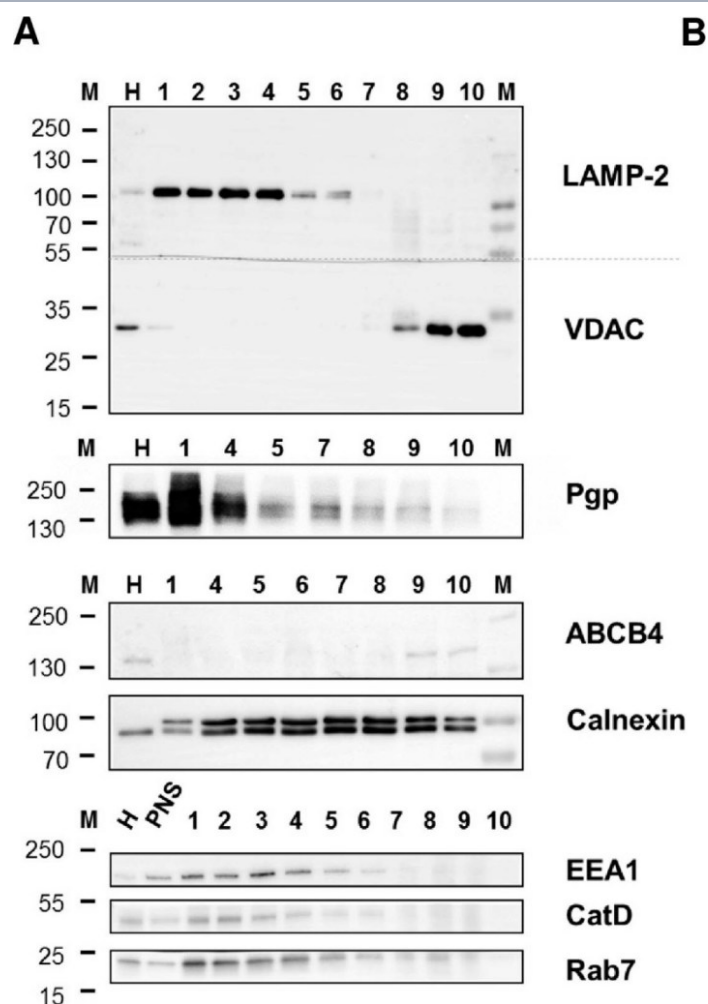 A
B
M H 1 2 3 4 5 6 7 8 9 10 M
250
130
100
70
55
LAMP-2
35
25
15
VDAC
M H 1 4 5 7 8 9 10 M
250
130
Pgp
M H 1 4 5 6 7 8 9 10 M
250
130
ABCB4
100
70
Calnexin
M H PNS 1 2 3 4 5 6 7 8 9 10
250
EEA1
55
CatD
25
15
Rab7